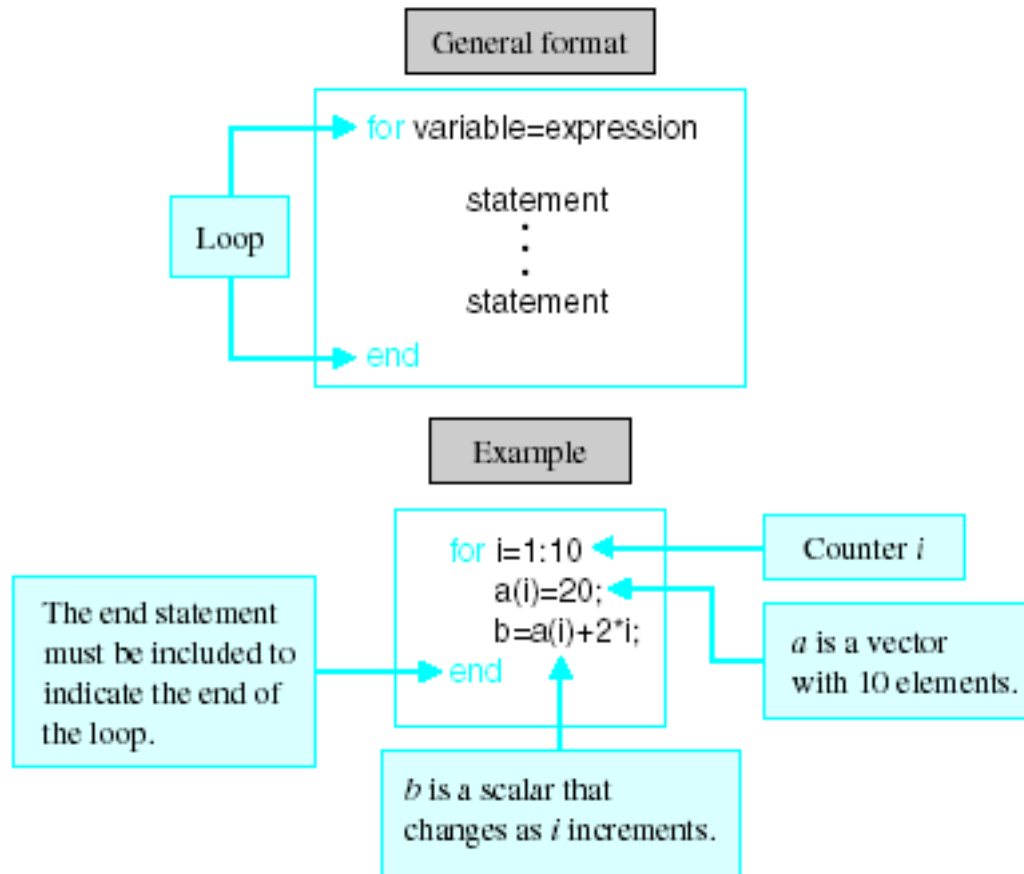 General format
for variable=expression
statement
.
.
.
statement
Loop
end
Example
for i=1:10
a(i)=20;
b=a(i)+2*i;
end
Counter i
a is a vector
with 10 elements.
The end statement
must be included to
indicate the end of
the loop.
b is a scalar that
changes as i increments.